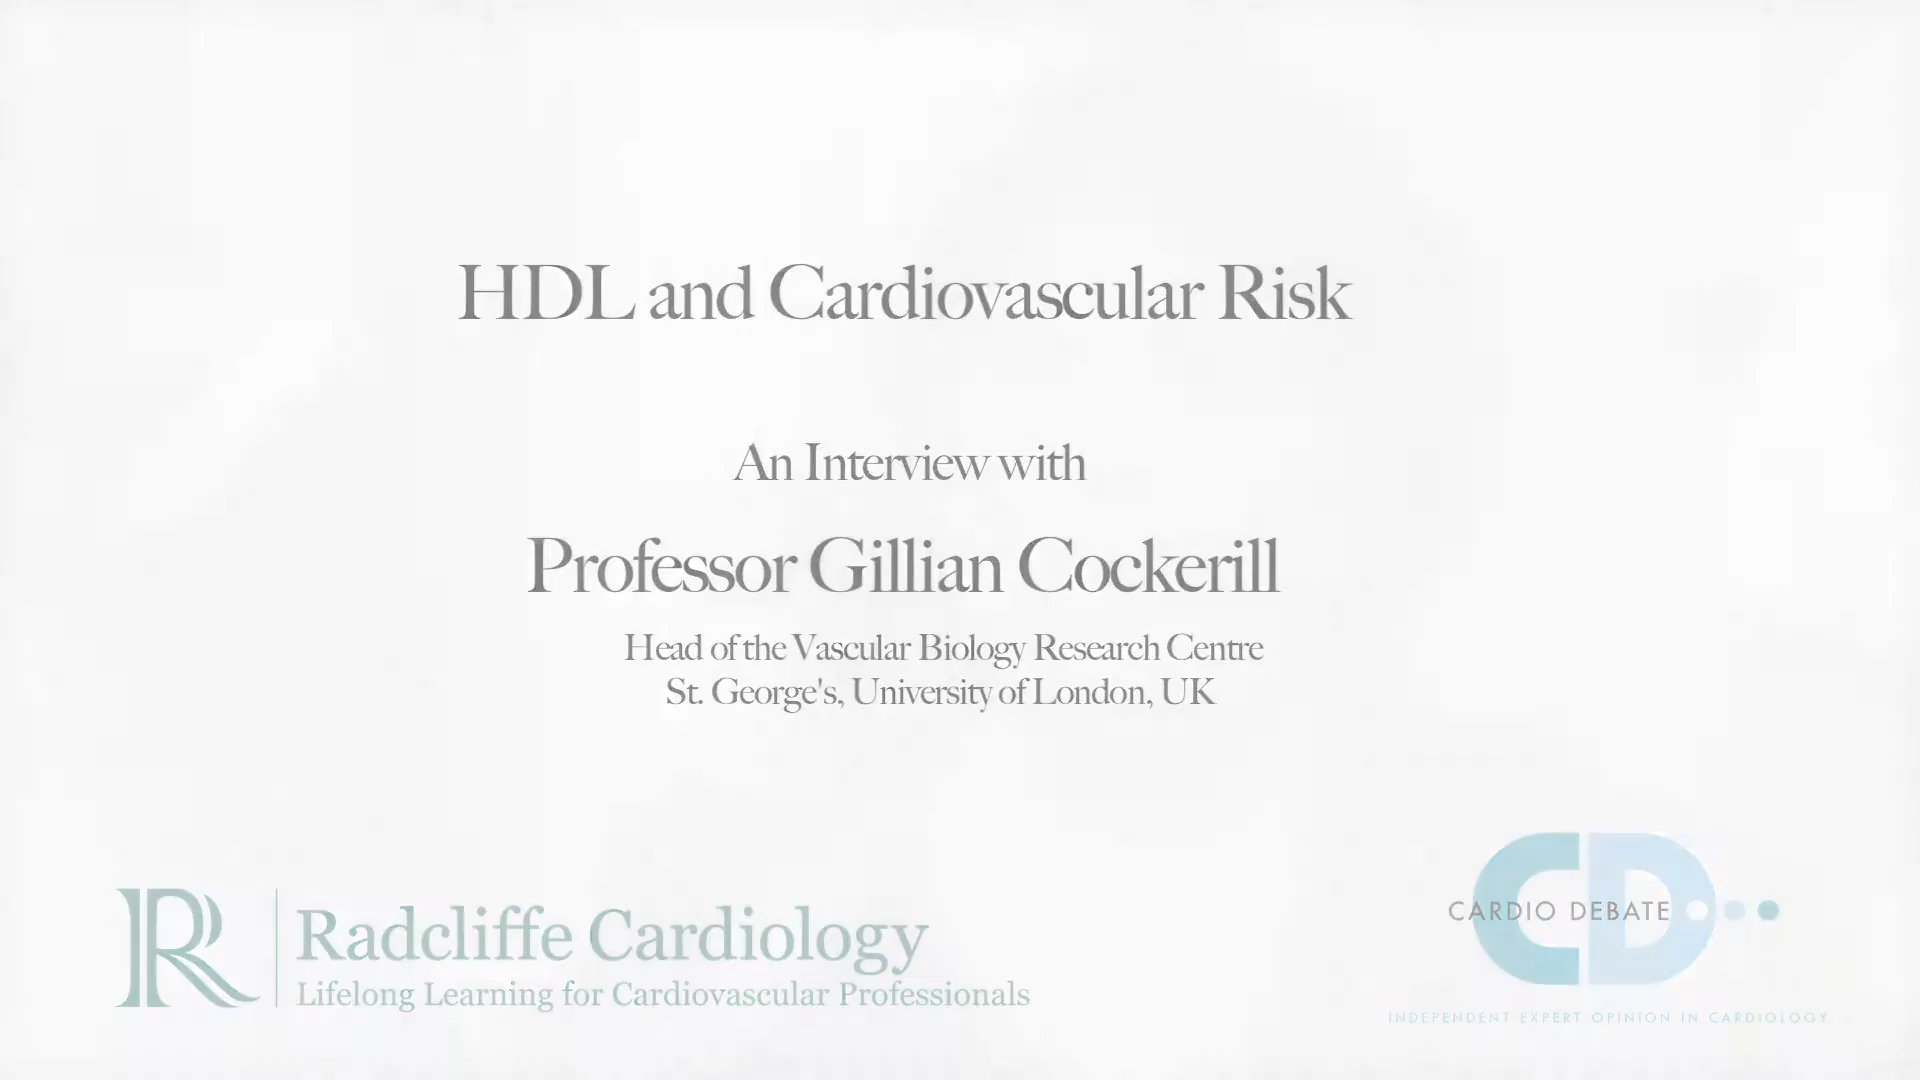 HDL and Cardiovascular Risk
An Interview with
Professor Gillian Cockerill
Head of the Vascular Biology Research Centre
St. George's, University of London, UK
R
Radcliffe Cardiology
Lifelong Learning for Cardiovascular Professionals
CD
CARDIO DEBATE
INDEPENDENT EXPERT OPINION IN CARDIOLOGY